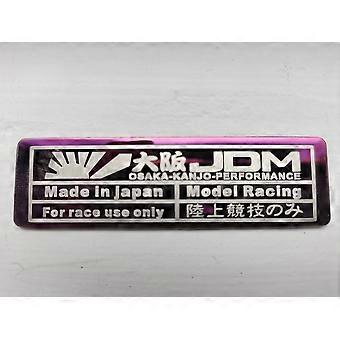 大阪JDM
OSAKA-KANJO-PERFORMANCE
Made in Japan Model Racing
For race use only 陸上競技のみ